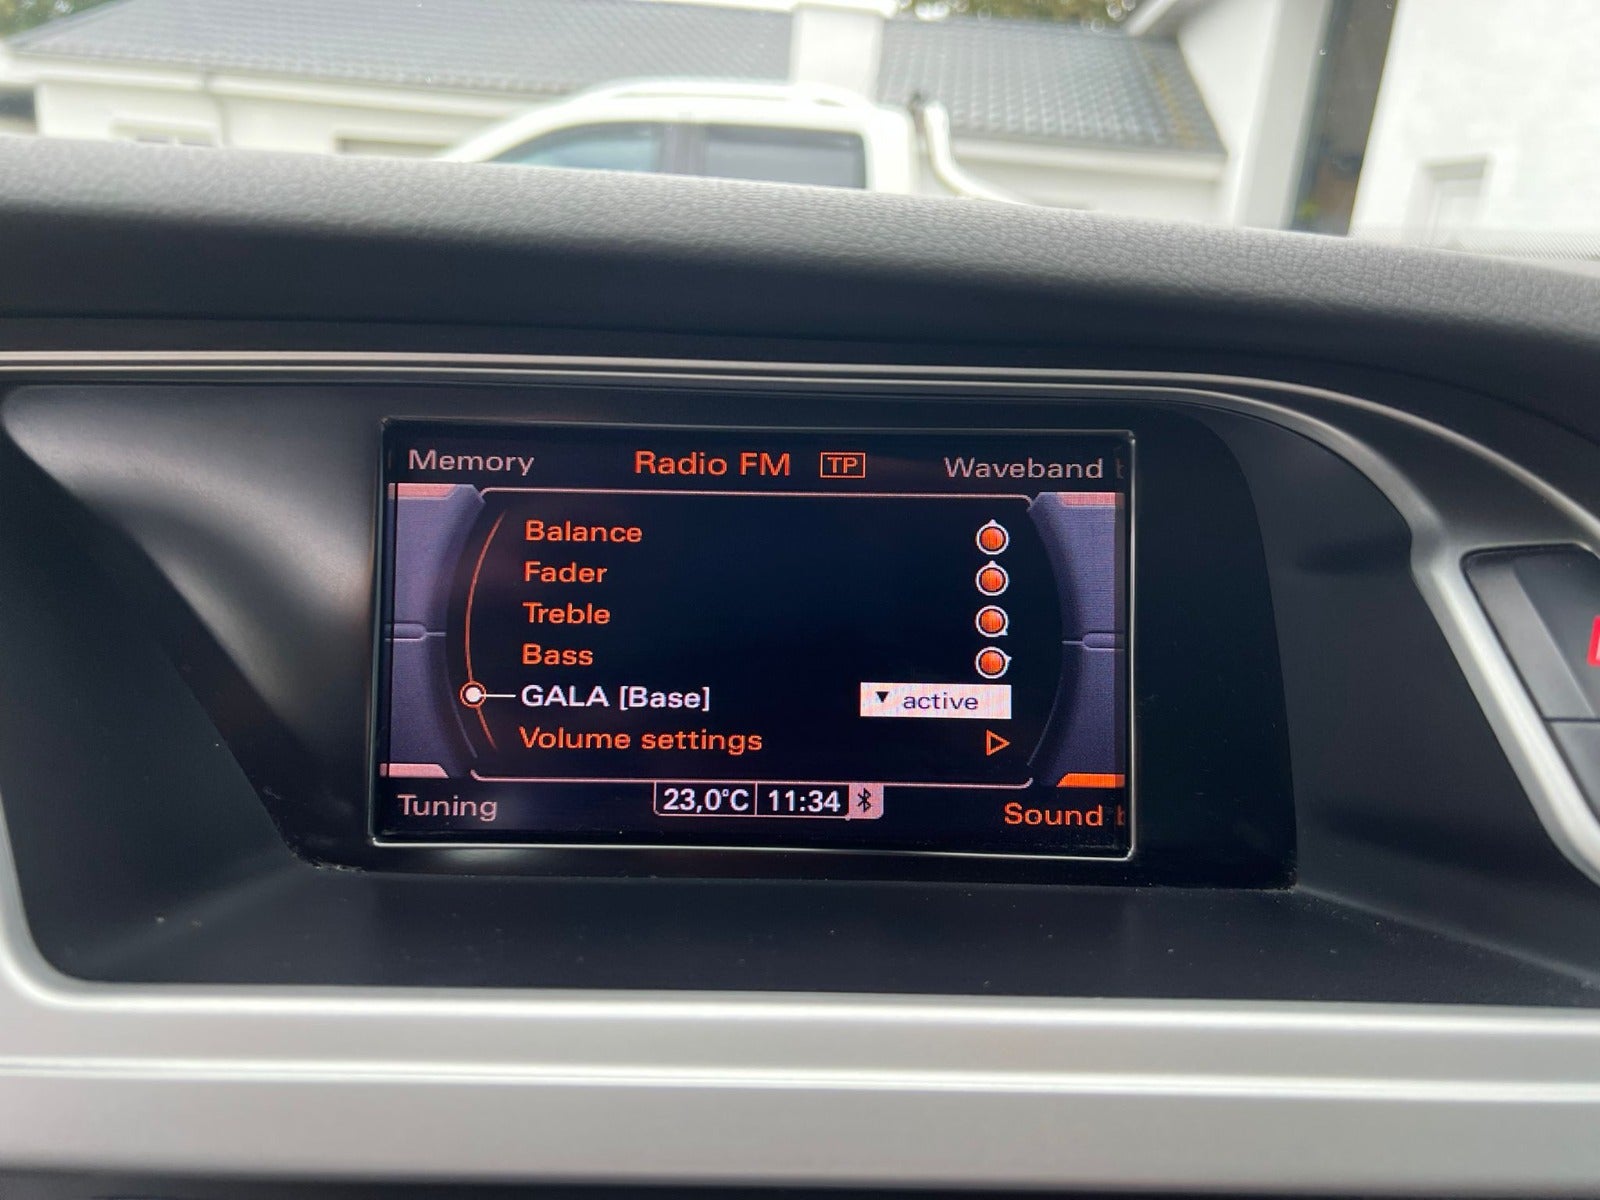 Memory
Radio FM
TP
Waveband
Balance
Fader
Treble
Bass
GALA [Base]
▼ active
Volume settings
Tuning
23,0°C
11:34
Sound